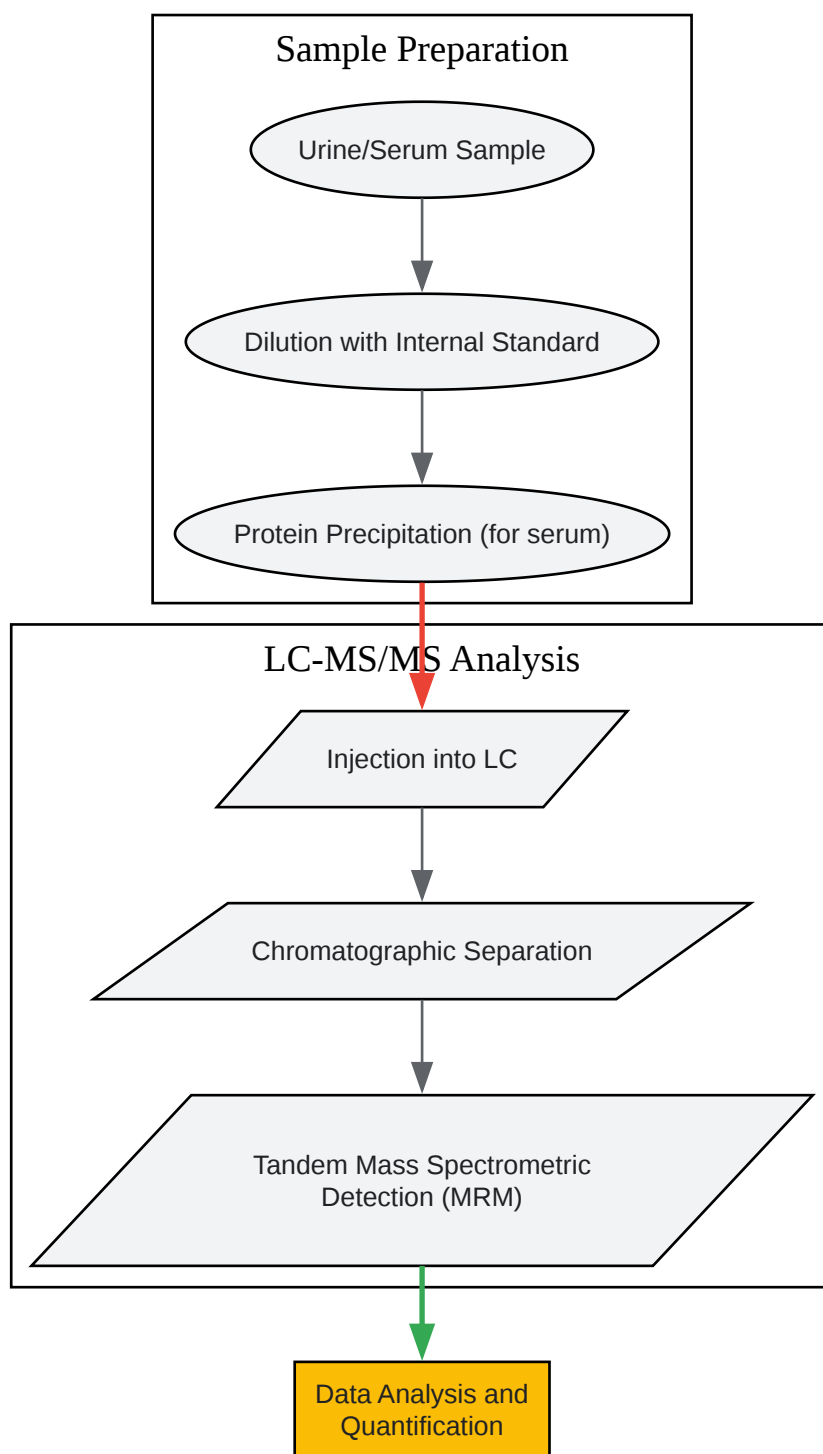 Sample Preparation
Urine/Serum Sample
Dilution with Internal Standard
Protein Precipitation (for serum)
LC-MS/MS Analysis
Injection into LC
Chromatographic Separation
Tandem Mass Spectrometric
Detection (MRM)
Data Analysis and
Quantification